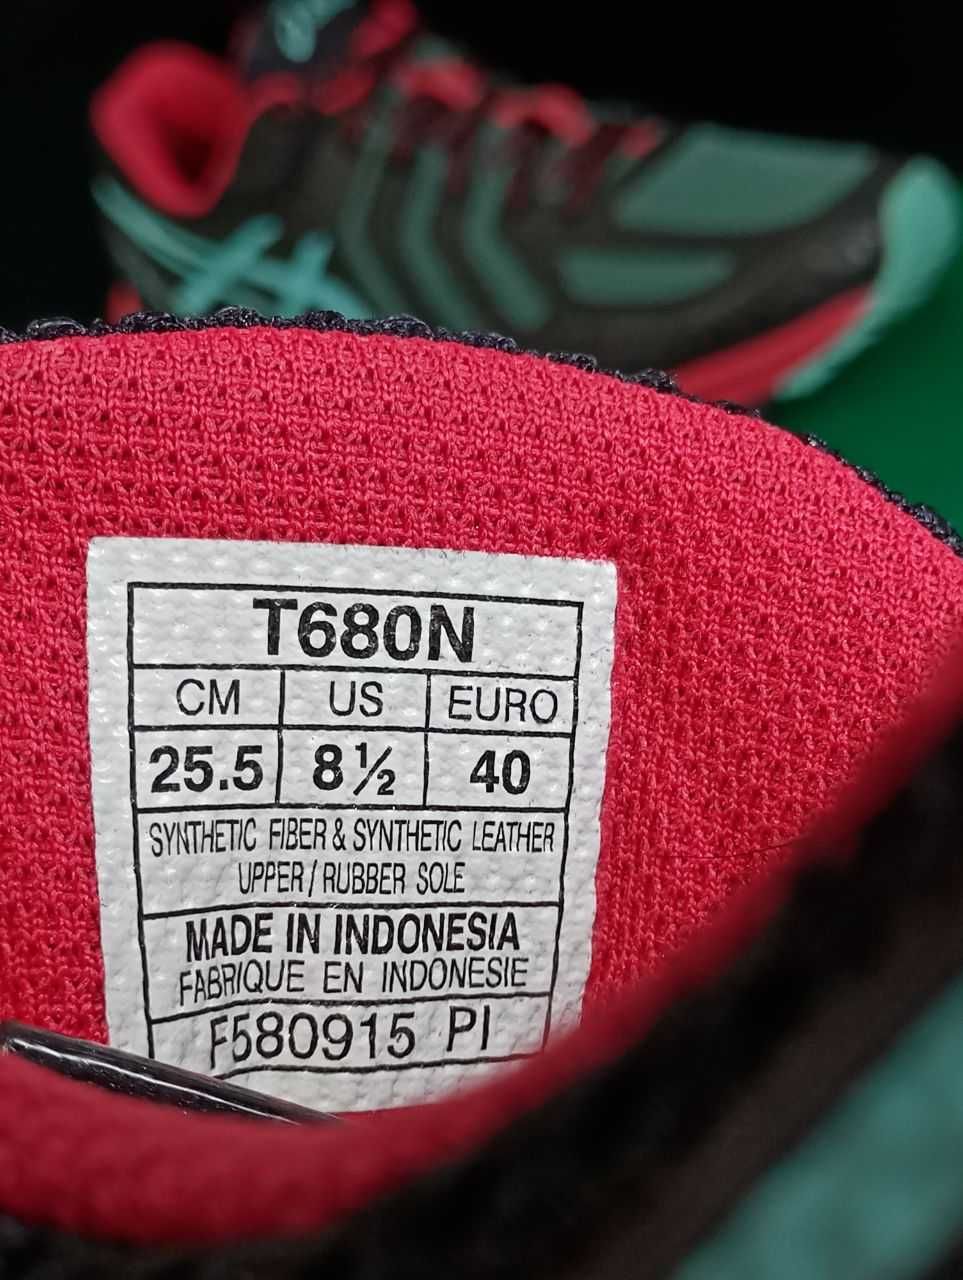 T680N
CM US EURO
25.5 8½ 40
SYNTHETIC FIBER & SYNTHETIC LEATHER
UPPER / RUBBER SOLE
MADE IN INDONESIA
FABRIQUE EN INDONESIE
F580915 PI